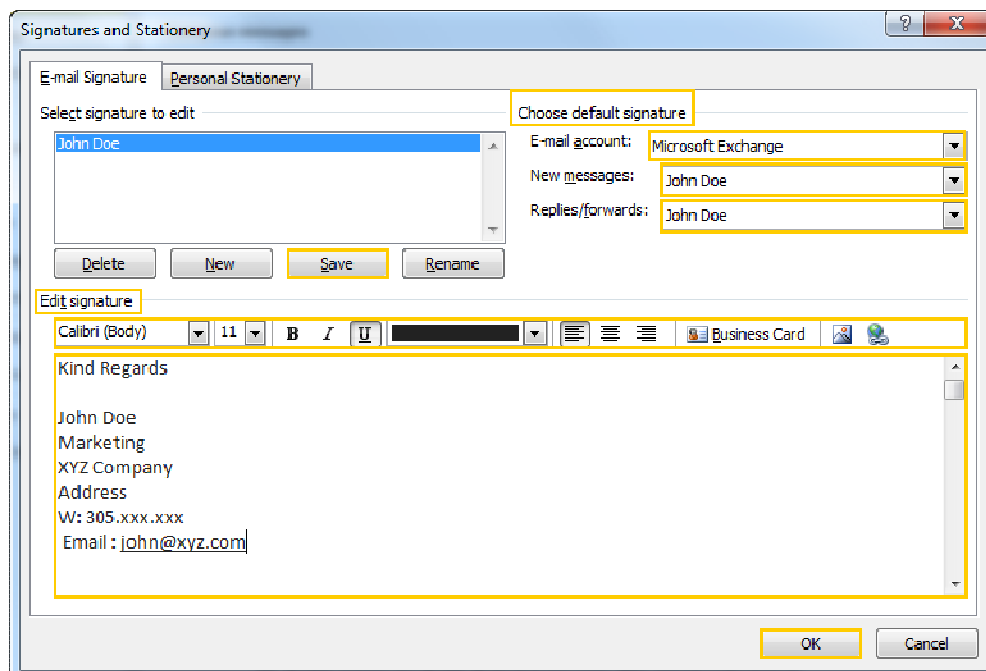 Signatures and Stationery
E-mail Signature
Personal Stationery
Select signature to edit
John Doe
Delete
New
Save
Rename
Choose default signature
E-mail account: Microsoft Exchange
New messages: John Doe
Replies/forwards: John Doe
Edit signature
Calibri (Body) 11 B I U Business Card
Kind Regards
John Doe
Marketing
XYZ Company
Address
W: 305.xxx.xxx
Email : john@xyz.com
OK
Cancel